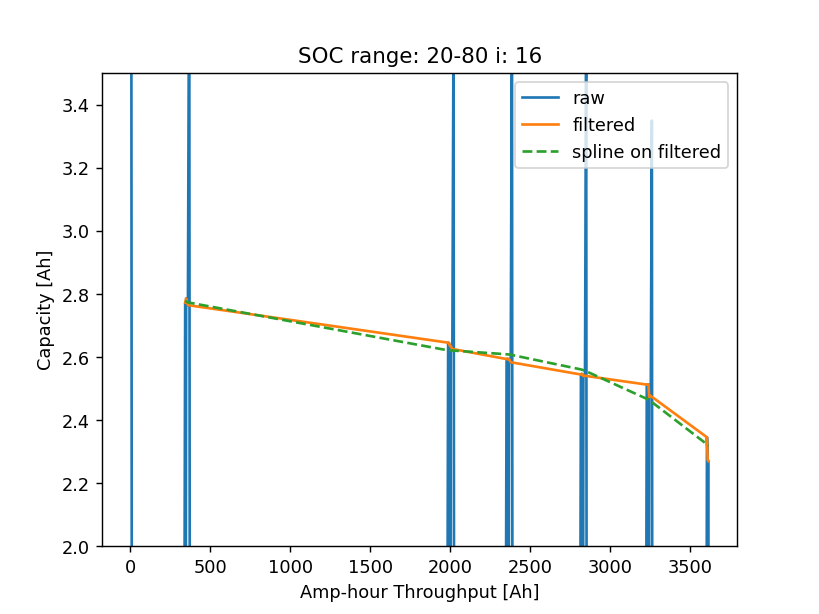 SOC range: 20-80 i: 16
raw
filtered
spline on filtered
3.4
3.2
3.0
2.8
2.6
2.4
2.2
2.0
Capacity [Ah]
0 500 1000 1500 2000 2500 3000 3500
Amp-hour Throughput [Ah]